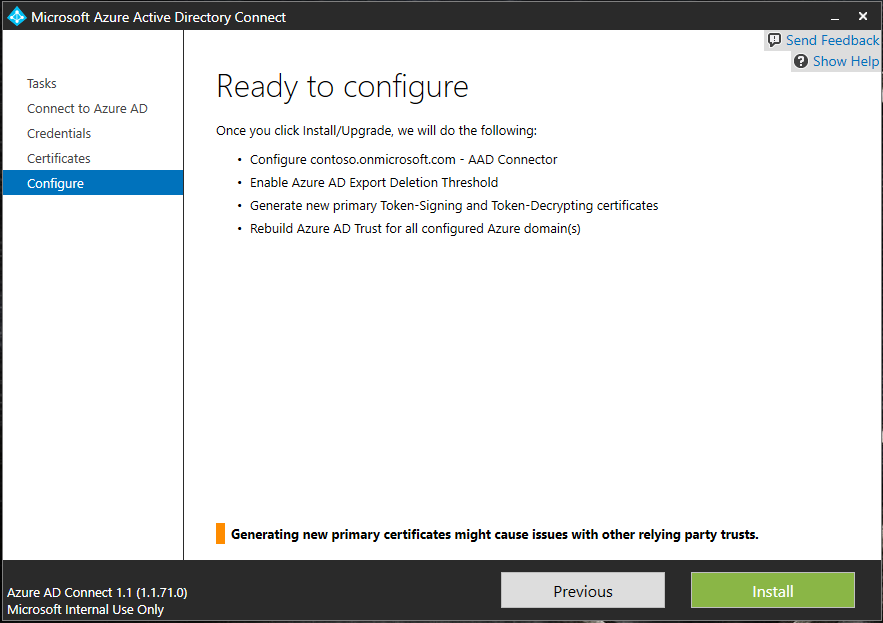 Microsoft Azure Active Directory Connect
Send Feedback
Show Help
Tasks
Connect to Azure AD
Credentials
Certificates
Configure
Ready to configure
Once you click Install/Upgrade, we will do the following:
• Configure contoso.onmicrosoft.com - AAD Connector
• Enable Azure AD Export Deletion Threshold
• Generate new primary Token-Signing and Token-Decrypting certificates
• Rebuild Azure AD Trust for all configured Azure domain(s)
Generating new primary certificates might cause issues with other relying party trusts.
Azure AD Connect 1.1 (1.1.71.0)
Microsoft Internal Use Only
Previous
Install